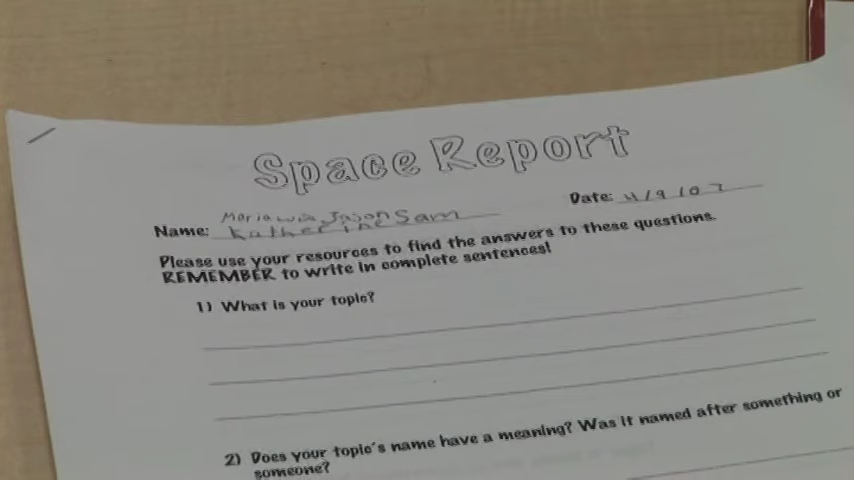 Space Report
Date: 4/9/07
Jason Sam
Name: Katherine
Please use your resources to find the answers to these questions.
REMEMBER to write in complete sentences!
1) What is your topic?
2) Does your topic's name have a meaning? Was it named after something or
someone?